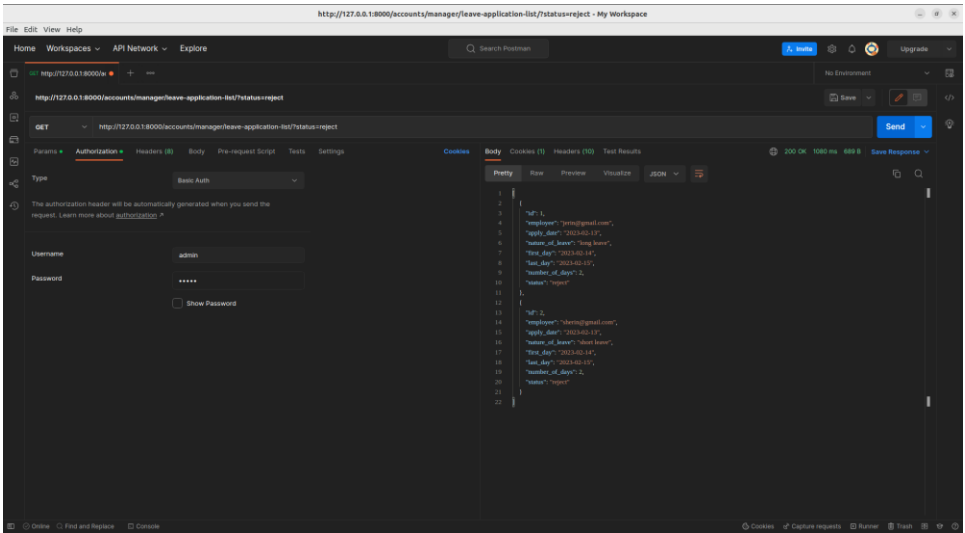 http://127.0.0.1:8000/accounts/manager/leave-application-list/?status=reject - My Workspace
File Edit View Help
Home Workspaces API Network Explore
Search Postman
Invite
Upgrade
GET http://127.0.0.1:8000/ac
No Environment
http://127.0.0.1:8000/accounts/manager/leave-application-list/?status=reject
Save
GET http://127.0.0.1:8000/accounts/manager/leave-application-list/?status=reject
Send
Params Authorization Headers (8) Body Pre-request Script Tests Settings
Cookies
Body Cookies (1) Headers (10) Test Results
200 OK 1080 ms 689 B Save Response
Type
Basic Auth
Pretty Raw Preview Visualize JSON
The authorization header will be automatically generated when you send the
request. Learn more about authorization
Username
admin
Password
•••••
Show Password
1 [
2 {
3 "id": 1,
4 "employee": "jerin@gmail.com",
5 "apply_date": "2023-02-13",
6 "nature_of_leave": "long leave",
7 "first_day": "2023-02-14",
8 "last_day": "2023-02-15",
9 "number_of_days": 2,
10 "status": "reject"
11 },
12 {
13 "id": 2,
14 "employee": "sherin@gmail.com",
15 "apply_date": "2023-02-13",
16 "nature_of_leave": "short leave",
17 "first_day": "2023-02-14",
18 "last_day": "2023-02-15",
19 "number_of_days": 2,
20 "status": "reject"
21 }
22 ]
Online Find and Replace Console
Cookies Capture requests Runner Trash